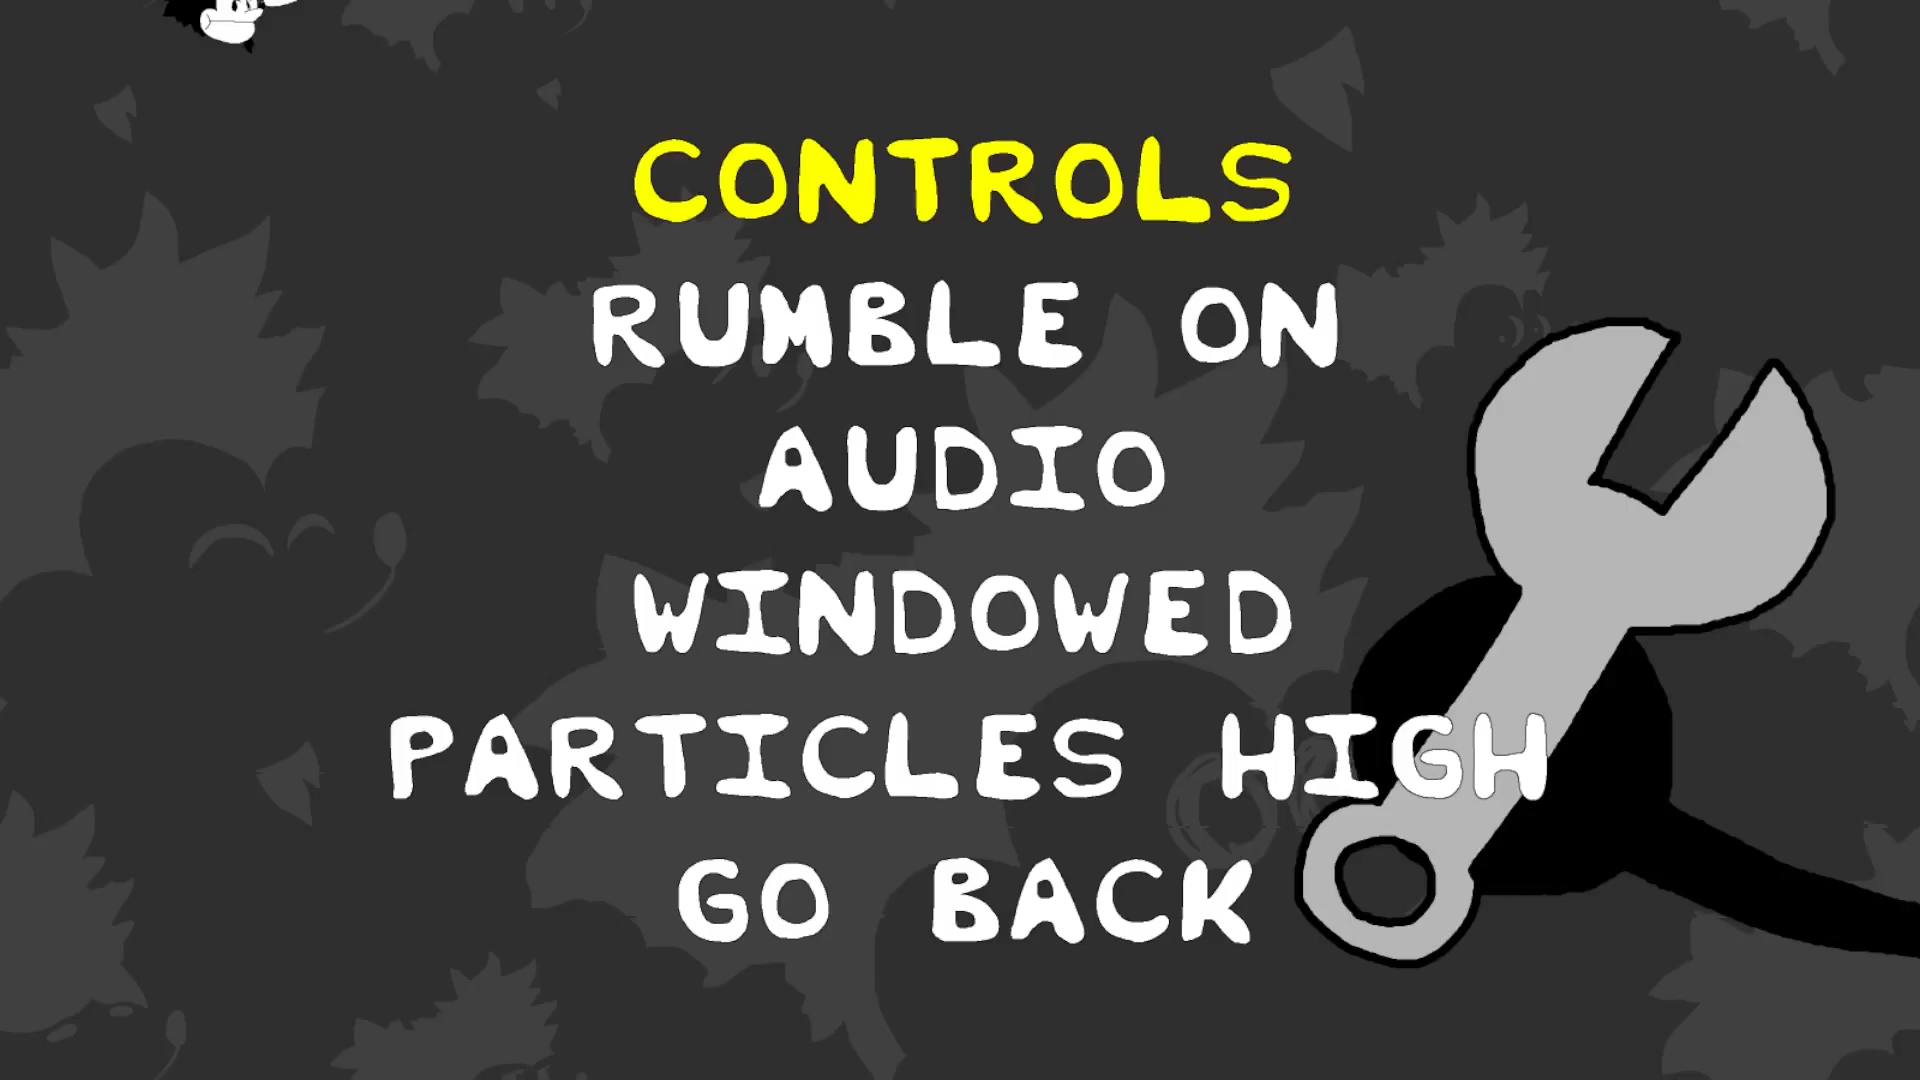 CONTROLS
RUMBLE ON
AUDIO
WINDOWED
PARTICLES HIGH
GO BACK